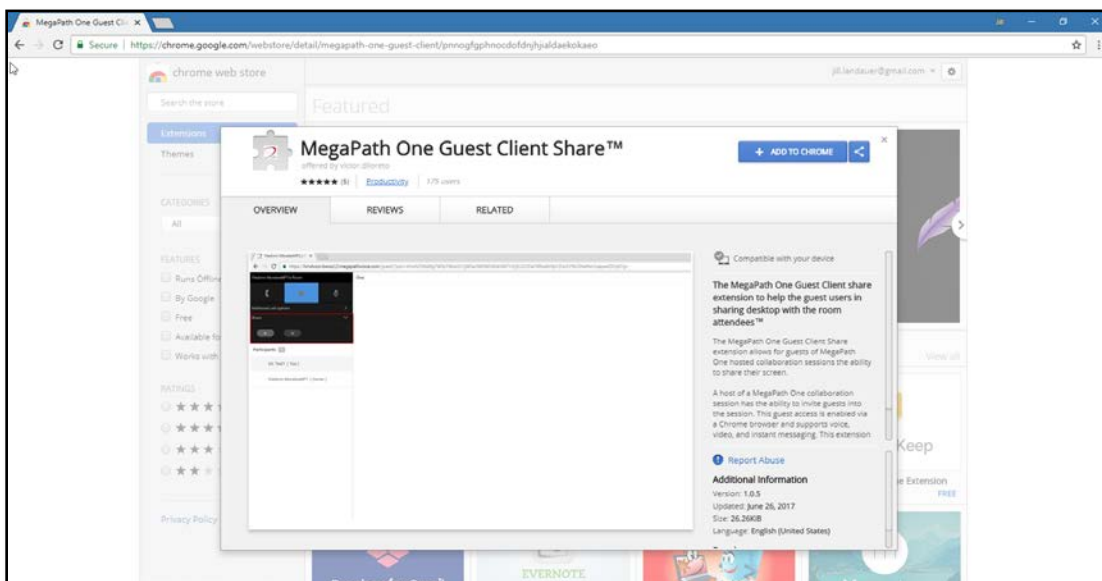 MegaPath One Guest Cli
Secure | https://chrome.google.com/webstore/detail/megapath-one-guest-client/pnnogfgphnocdofdnjhjialdaekokaeo
chrome web store
jill.landauer@gmail.com
Search the store
Featured
Extensions
Themes
CATEGORIES
All
FEATURES
Runs Offline
By Google
Free
Available for
Works with
RATINGS
Privacy Policy
MegaPath One Guest Client Share™
offered by victor diloreto
(5) Productivity 175 users
+ ADD TO CHROME
OVERVIEW REVIEWS RELATED
Participants
Compatible with your device
The MegaPath One Guest Client share
extension to help the guest users in
sharing desktop with the room
attendees™
The MegaPath One Guest Client Share
extension allows for guests of MegaPath
One hosted collaboration sessions the ability
to share their screen.
A host of a MegaPath One collaboration
session has the ability to invite guests into
the session. This guest access is enabled via
a Chrome browser and supports voice,
video, and instant messaging. This extension
Report Abuse
Additional Information
Version: 1.0.5
Updated: June 26, 2017
Size: 26.26KiB
Language: English (United States)
View all
Keep
Extension
FREE
EVERNOTE